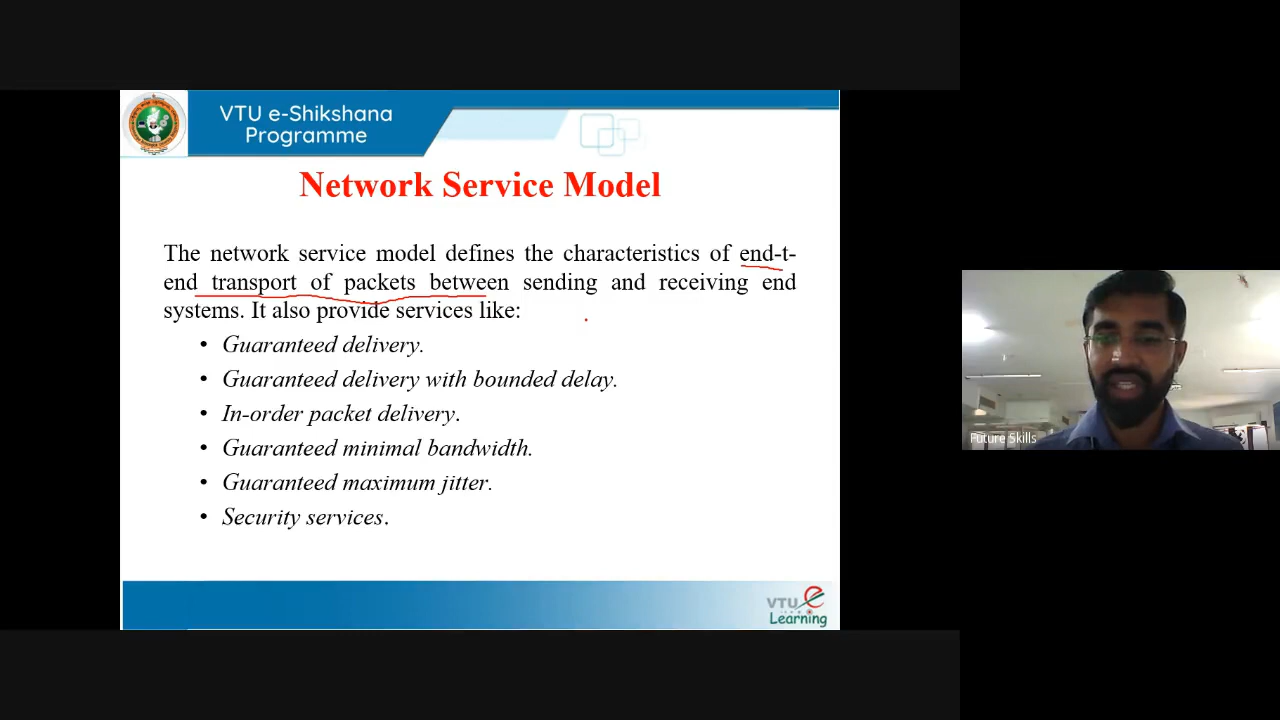 VTU e-Shikshana
Programme
Network Service Model
The network service model defines the characteristics of end-t-
end transport of packets between sending and receiving end
systems. It also provide services like:
• Guaranteed delivery.
• Guaranteed delivery with bounded delay.
• In-order packet delivery.
• Guaranteed minimal bandwidth.
• Guaranteed maximum jitter.
• Security services.
Future Skills
VTU e
Learning